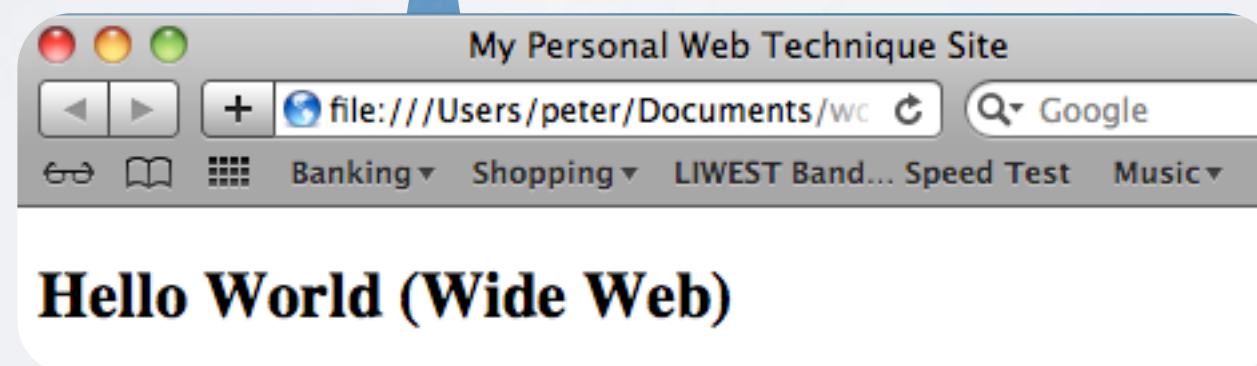 My Personal Web Technique Site
file:///Users/peter/Documents/wo Google
Banking Shopping LIWEST Band... Speed Test Music
Hello World (Wide Web)